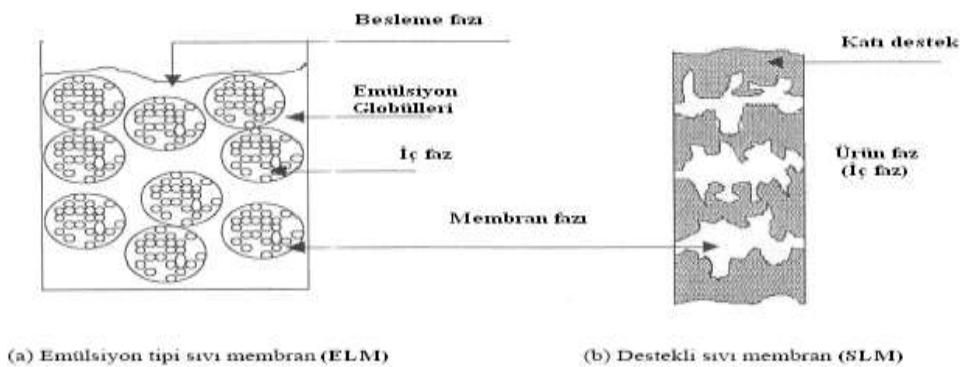 Besleme fazı
Emülsiyon
Globülleri
İç faz
Membran fazı
Katı destek
Ürün faz
(İç faz)
(a) Emülsiyon tipi sıvı membran (ELM)
(b) Destekli sıvı membran (SLM)